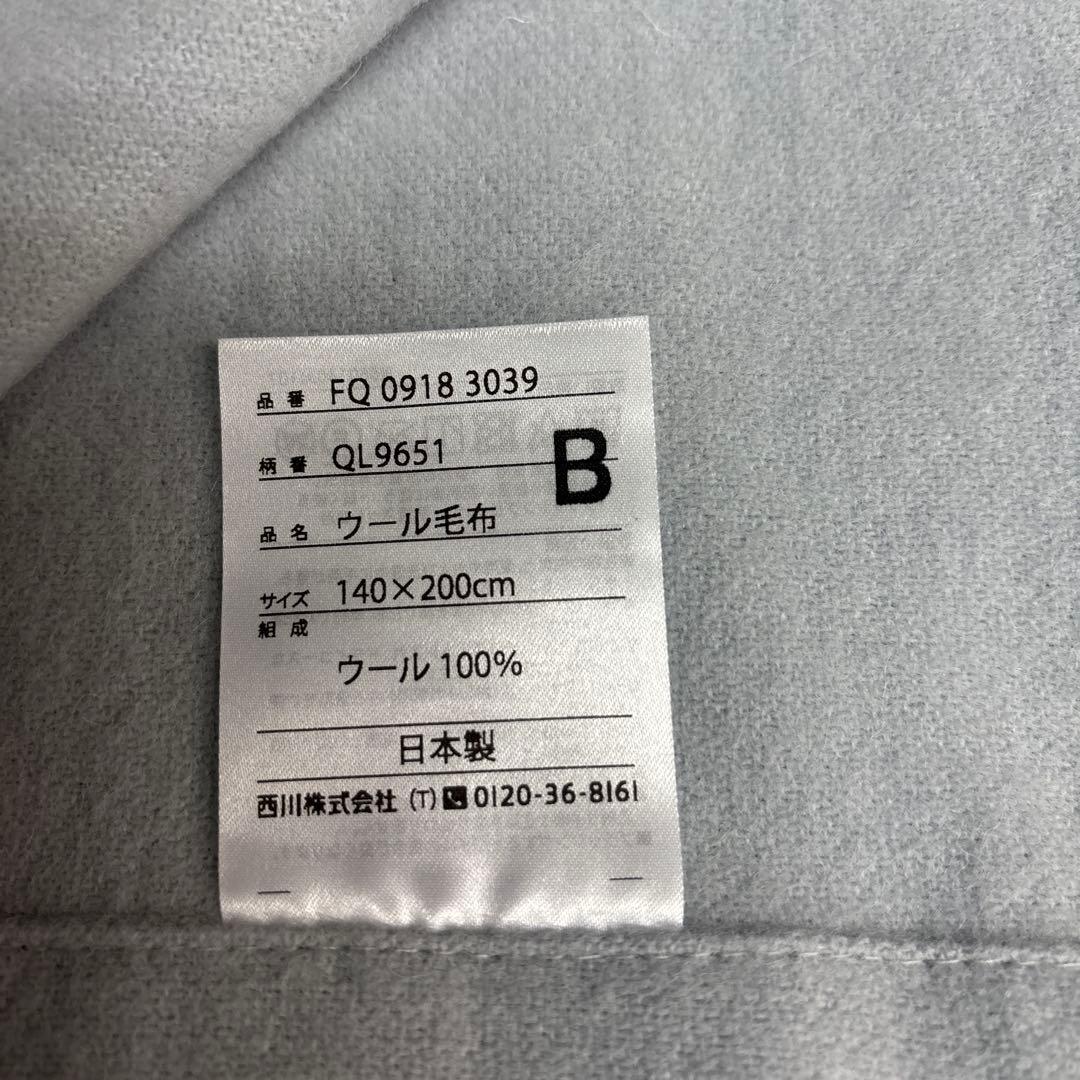 品番 FQ 0918 3039
柄番 QL9651
B
品名 ウール毛布
サイズ 140×200cm
組成
ウール 100%
日本製
西川株式会社 (T) 0120-36-8161